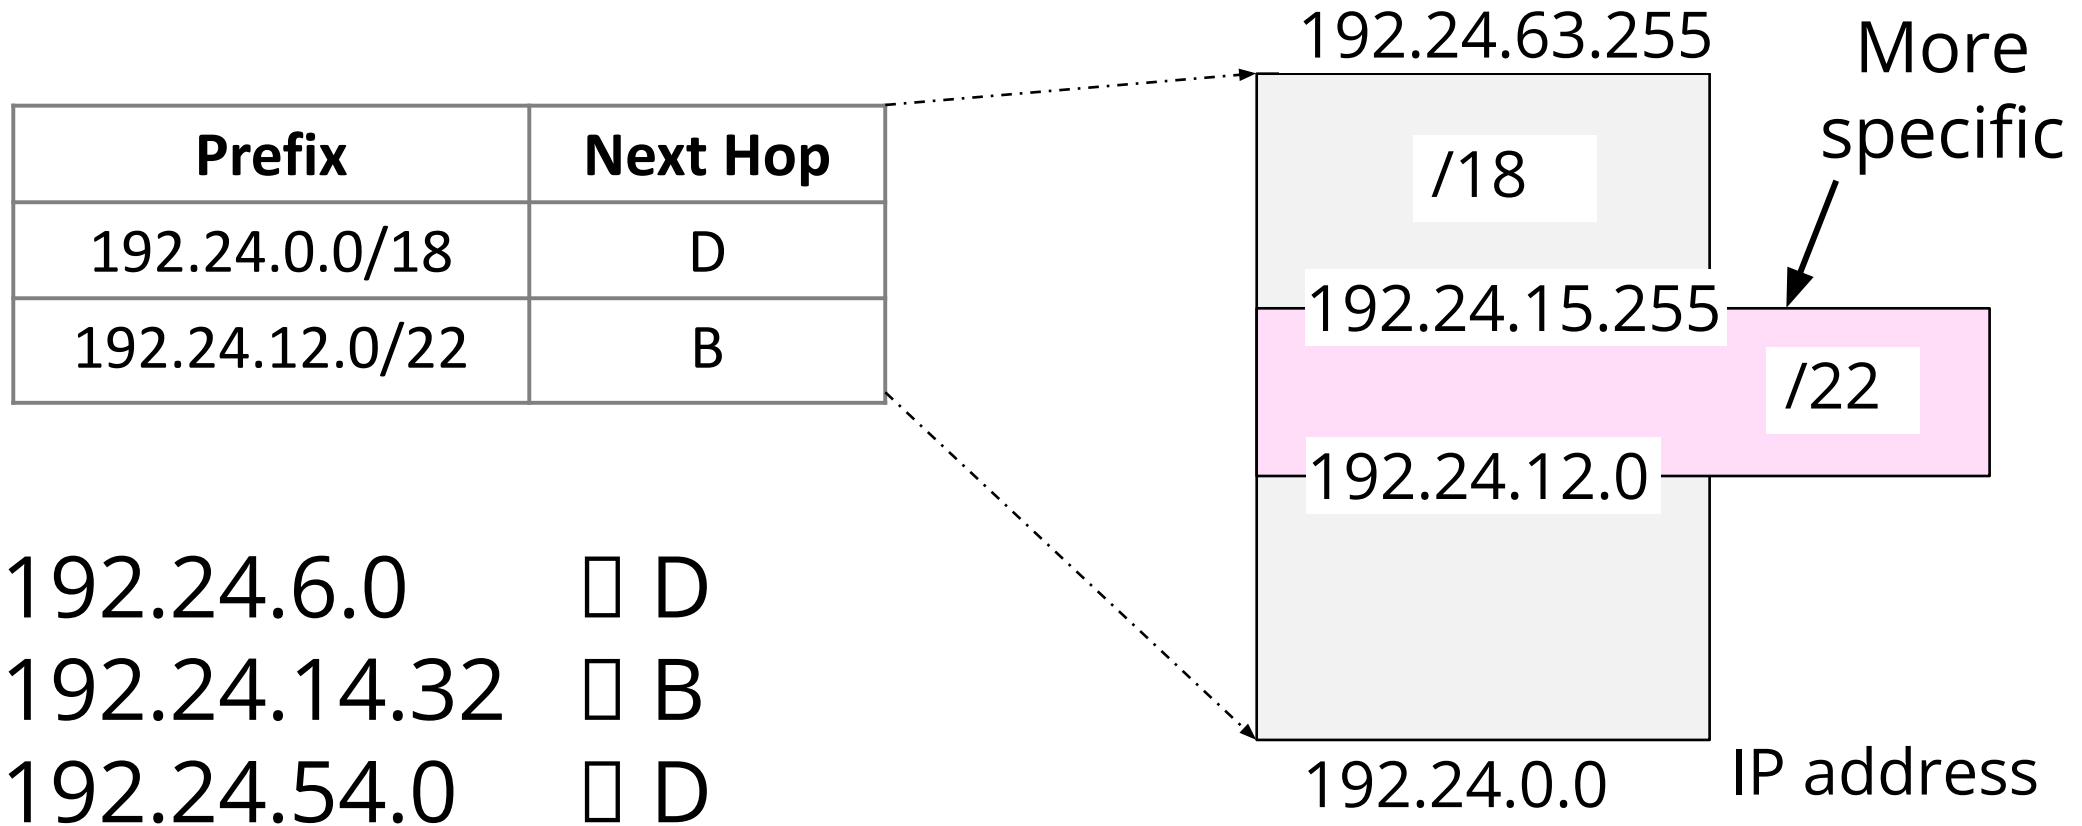 Prefix Next Hop
192.24.0.0/18 D
192.24.12.0/22 B
192.24.6.0 ▯ D
192.24.14.32 ▯ B
192.24.54.0 ▯ D
192.24.63.255
/18
192.24.15.255
/22
192.24.12.0
192.24.0.0
IP address
More
specific